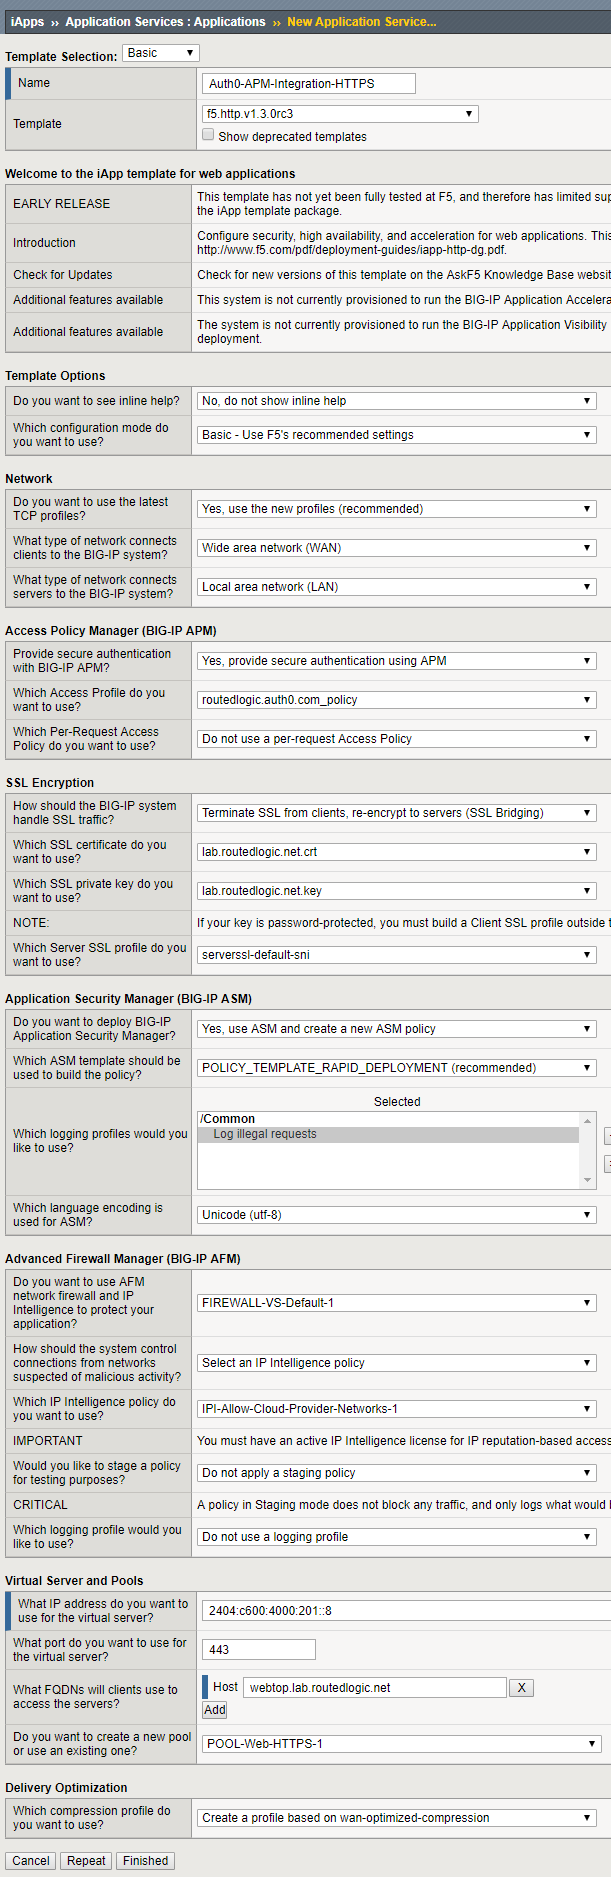 iApps ›› Application Services : Applications ›› New Application Service...
Template Selection: Basic
Name
Auth0-APM-Integration-HTTPS
Template
f5.http.v1.3.0rc3
Show deprecated templates
Welcome to the iApp template for web applications
EARLY RELEASE
This template has not yet been fully tested at F5, and therefore has limited sup
the iApp template package.
Introduction
Configure security, high availability, and acceleration for web applications. This
http://www.f5.com/pdf/deployment-guides/iapp-http-dg.pdf.
Check for Updates
Check for new versions of this template on the AskF5 Knowledge Base website
Additional features available
This system is not currently provisioned to run the BIG-IP Application Accelera
Additional features available
The system is not currently provisioned to run the BIG-IP Application Visibility
deployment.
Template Options
Do you want to see inline help?
No, do not show inline help
Which configuration mode do
you want to use?
Basic - Use F5's recommended settings
Network
Do you want to use the latest
TCP profiles?
Yes, use the new profiles (recommended)
What type of network connects
clients to the BIG-IP system?
Wide area network (WAN)
What type of network connects
servers to the BIG-IP system?
Local area network (LAN)
Access Policy Manager (BIG-IP APM)
Provide secure authentication
with BIG-IP APM?
Yes, provide secure authentication using APM
Which Access Profile do you
want to use?
routedlogic.auth0.com_policy
Which Per-Request Access
Policy do you want to use?
Do not use a per-request Access Policy
SSL Encryption
How should the BIG-IP system
handle SSL traffic?
Terminate SSL from clients, re-encrypt to servers (SSL Bridging)
Which SSL certificate do you
want to use?
lab.routedlogic.net.crt
Which SSL private key do you
want to use?
lab.routedlogic.net.key
NOTE:
If your key is password-protected, you must build a Client SSL profile outside t
Which Server SSL profile do you
want to use?
serverssl-default-sni
Application Security Manager (BIG-IP ASM)
Do you want to deploy BIG-IP
Application Security Manager?
Yes, use ASM and create a new ASM policy
Which ASM template should be
used to build the policy?
POLICY_TEMPLATE_RAPID_DEPLOYMENT (recommended)
Which logging profiles would you
like to use?
Selected
/Common
Log illegal requests
Which language encoding is
used for ASM?
Unicode (utf-8)
Advanced Firewall Manager (BIG-IP AFM)
Do you want to use AFM
network firewall and IP
Intelligence to protect your
application?
FIREWALL-VS-Default-1
How should the system control
connections from networks
suspected of malicious activity?
Select an IP Intelligence policy
Which IP Intelligence policy do
you want to use?
IPI-Allow-Cloud-Provider-Networks-1
IMPORTANT
You must have an active IP Intelligence license for IP reputation-based access
Would you like to stage a policy
for testing purposes?
Do not apply a staging policy
CRITICAL
A policy in Staging mode does not block any traffic, and only logs what would
Which logging profile would you
like to use?
Do not use a logging profile
Virtual Server and Pools
What IP address do you want to
use for the virtual server?
2404:c600:4000:201::8
What port do you want to use for
the virtual server?
443
What FQDNs will clients use to
access the servers?
Host webtop.lab.routedlogic.net X
Add
Do you want to create a new pool
or use an existing one?
POOL-Web-HTTPS-1
Delivery Optimization
Which compression profile do
you want to use?
Create a profile based on wan-optimized-compression
Cancel Repeat Finished